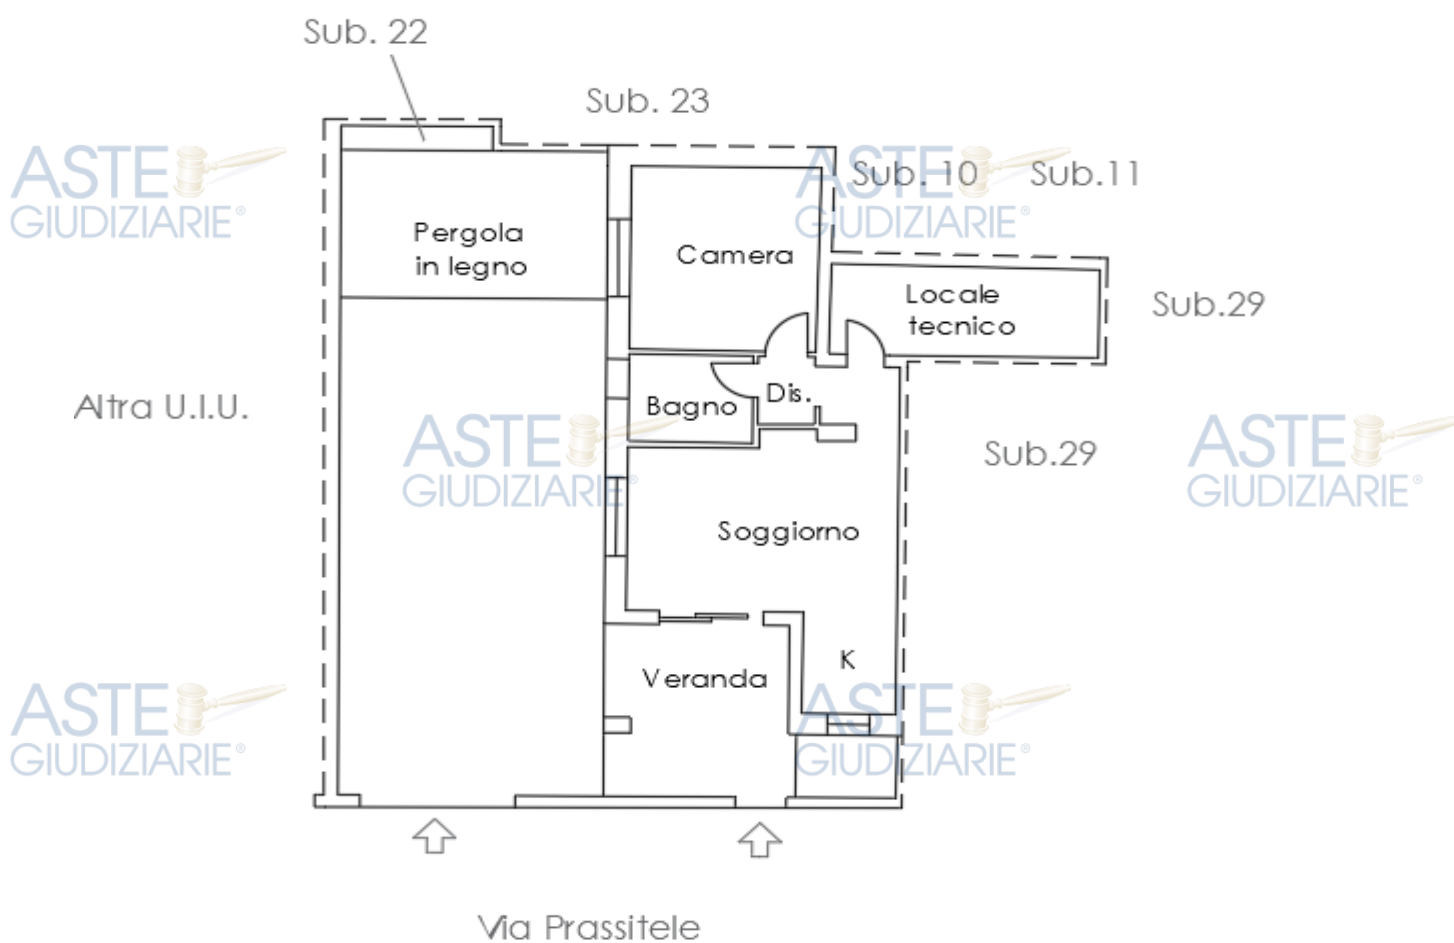 Sub. 22
Sub. 23
ASTE
GIUDIZIARIE®
ASTE
GIUDIZIARIE®
Sub. 10
Sub.11
Pergola
in legno
Camera
Locale
tecnico
Sub.29
Altra U.I.U.
Bagno
Dis.
ASTE
GIUDIZIARIE®
Sub.29
ASTE
GIUDIZIARIE®
Soggiorno
K
Veranda
ASTE
GIUDIZIARIE®
ASTE
GIUDIZIARIE®
Via Prassitele